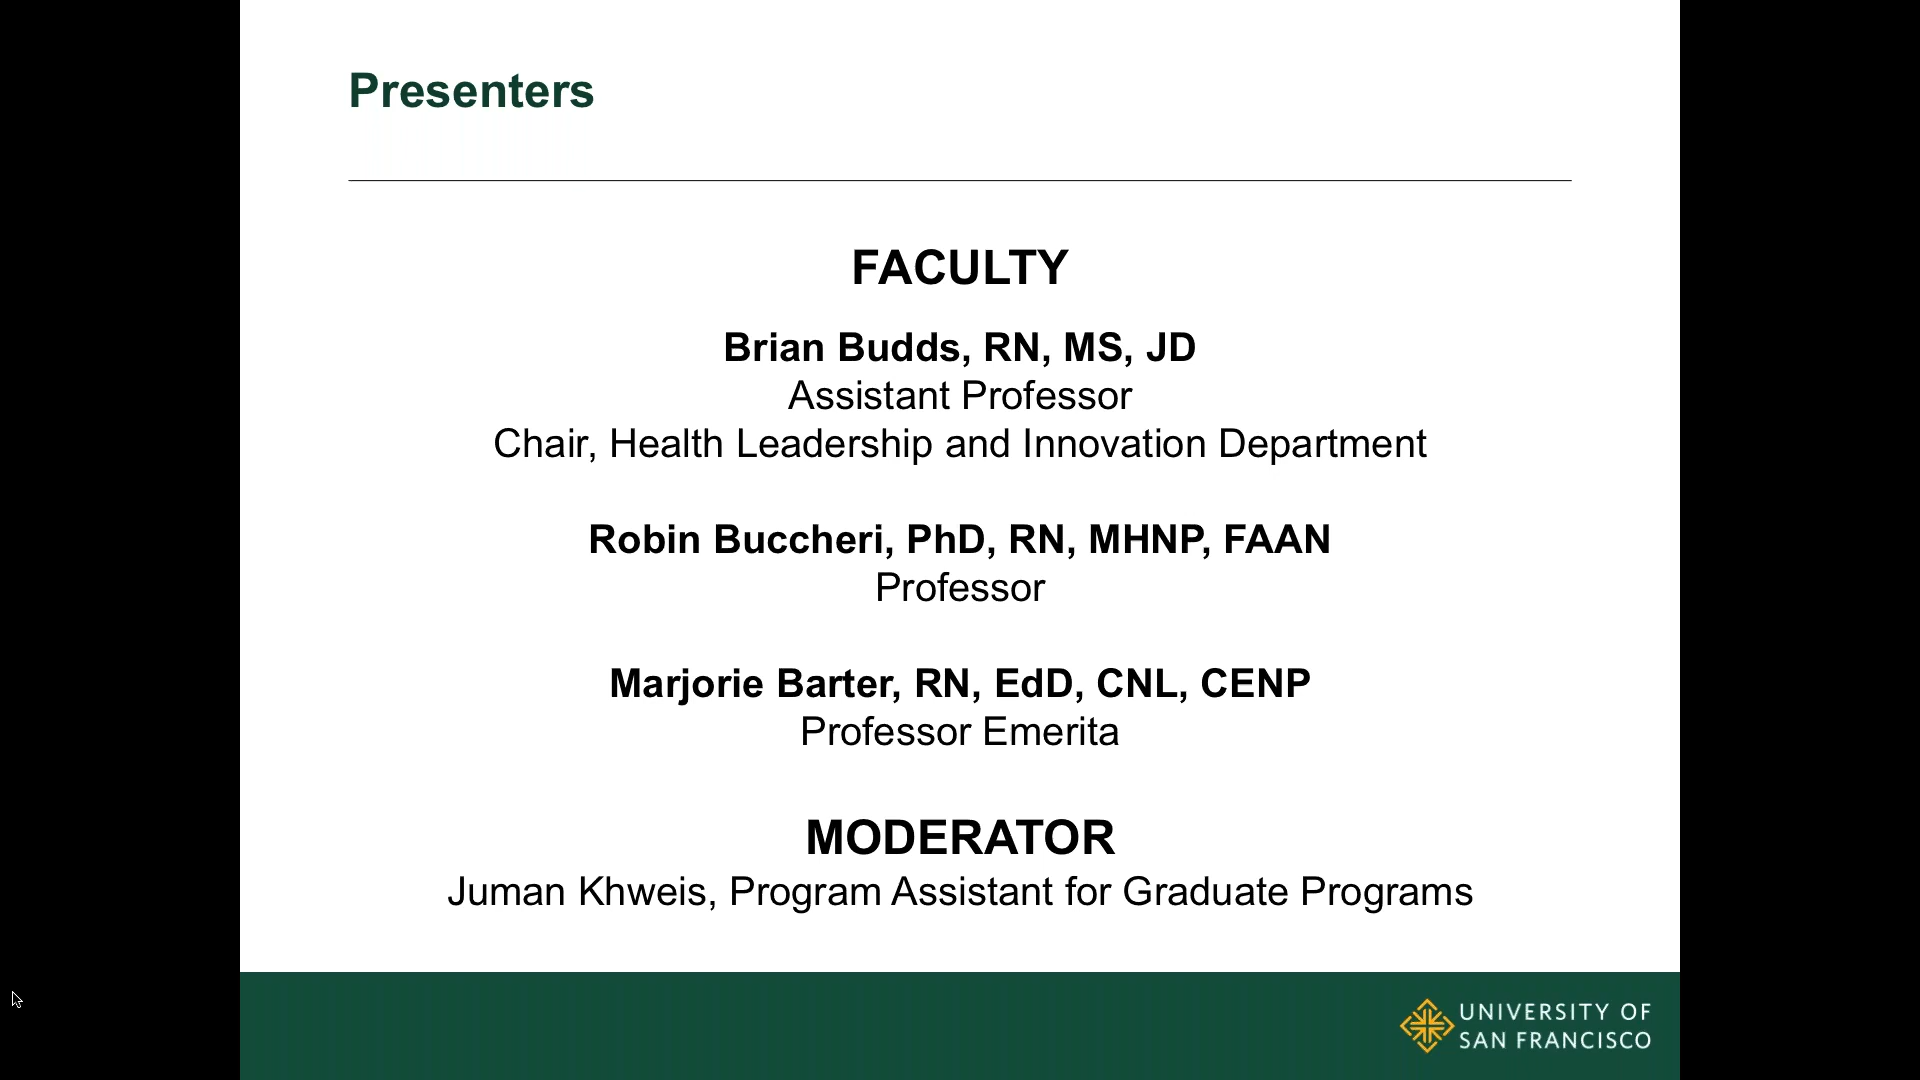 Presenters
FACULTY
Brian Budds, RN, MS, JD
Assistant Professor
Chair, Health Leadership and Innovation Department
Robin Buccheri, PhD, RN, MHNP, FAAN
Professor
Marjorie Barter, RN, EdD, CNL, CENP
Professor Emerita
MODERATOR
Juman Khweis, Program Assistant for Graduate Programs
UNIVERSITY OF
SAN FRANCISCO